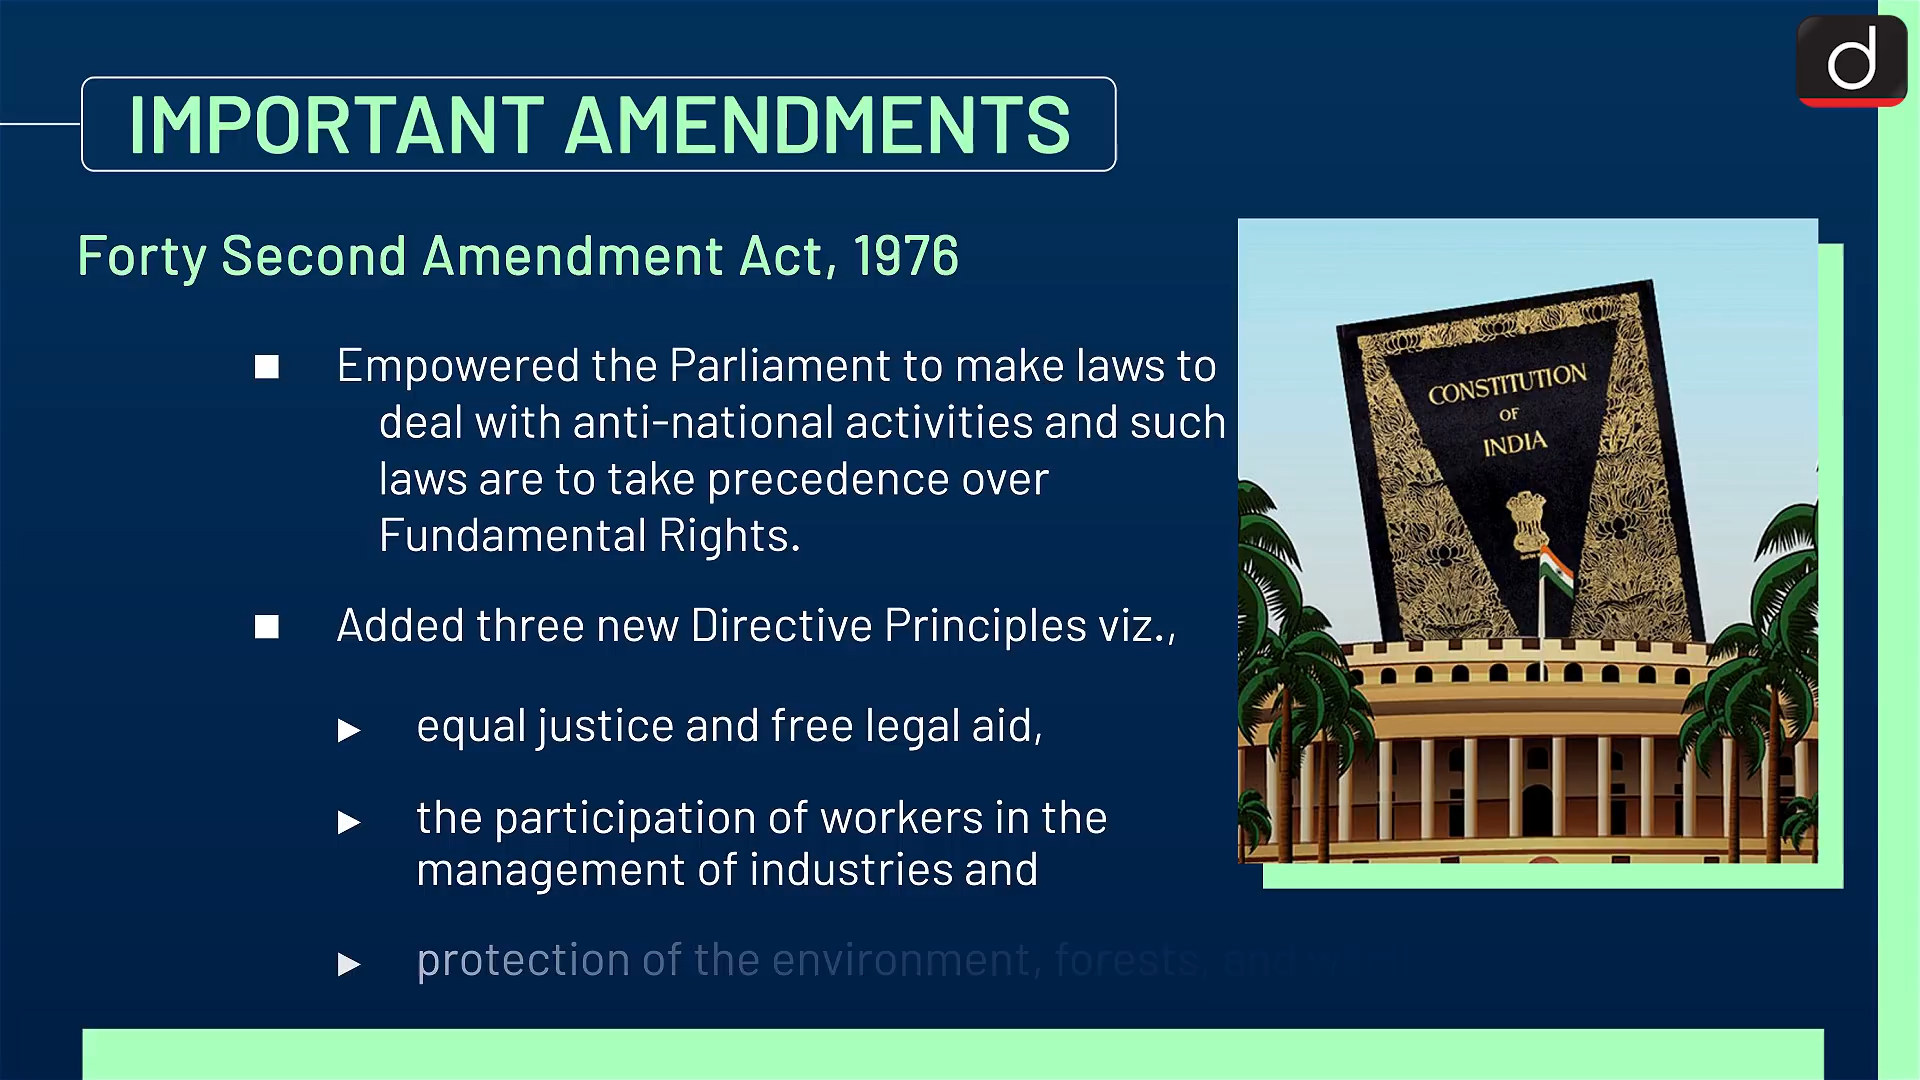 d
IMPORTANT AMENDMENTS
Forty Second Amendment Act, 1976
Empowered the Parliament to make laws to
deal with anti-national activities and such
laws are to take precedence over
Fundamental Rights.
Added three new Directive Principles viz.,
equal justice and free legal aid,
the participation of workers in the
management of industries and
protection of the environment, forests, and
CONSTITUTION
OF
INDIA